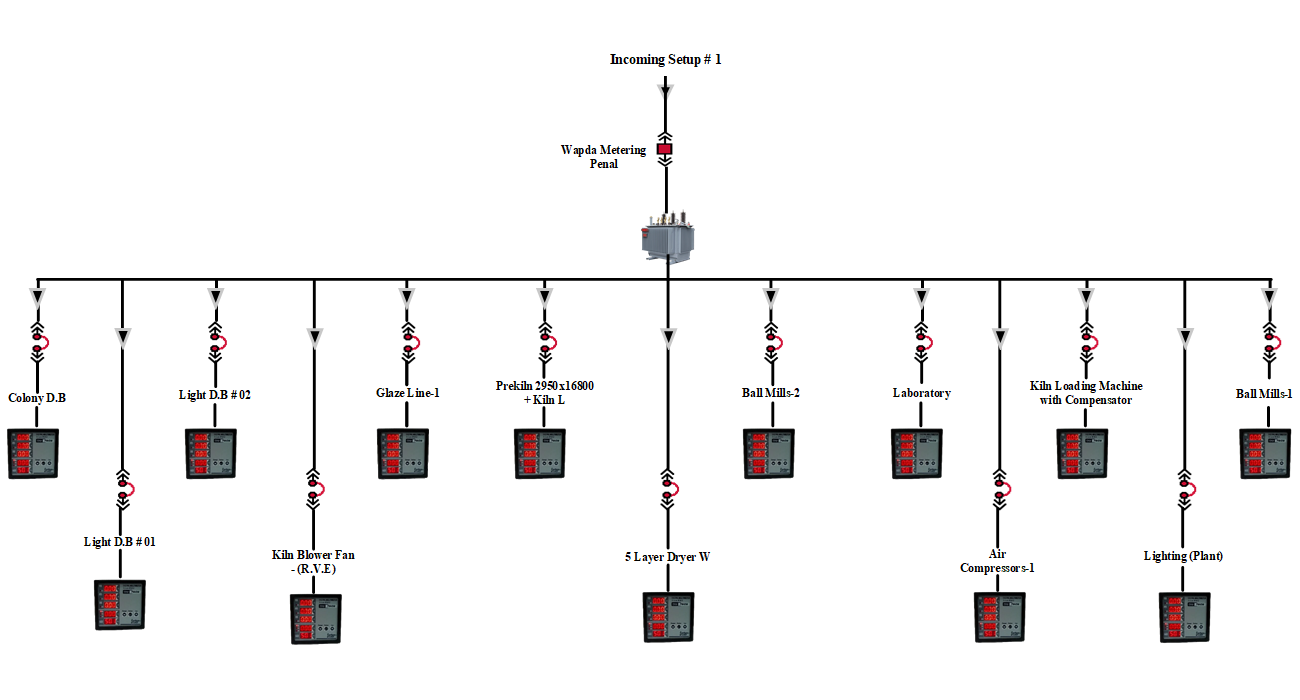 Incoming Setup # 1
Wapda Metering
Penal
Colony D.B
Light D.B # 02
Glaze Line-1
Prekiln 2950x16800
+ Kiln L
Ball Mills-2
Laboratory
Kiln Loading Machine
with Compensator
Ball Mills-1
Light D.B # 01
Kiln Blower Fan
- (R.V.E)
5 Layer Dryer W
Air
Compressors-1
Lighting (Plant)